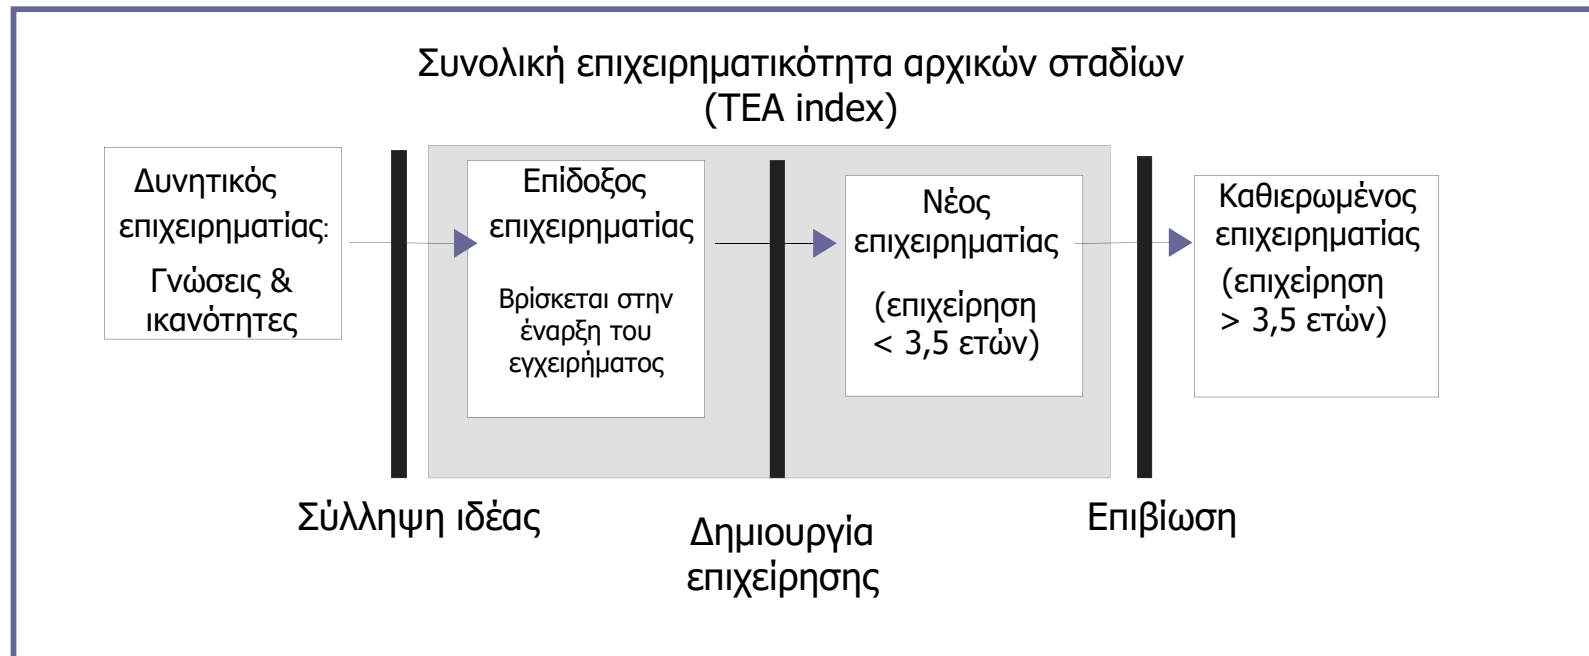 Συνολική επιχειρηματικότητα αρχικών σταδίων
(TEA index)
Δυνητικός
επιχειρηματίας:
Γνώσεις &
ικανότητες
Επίδοξος
επιχειρηματίας
Βρίσκεται στην
έναρξη του
εγχειρήματος
Νέος
επιχειρηματίας
(επιχείρηση
< 3,5 ετών)
Καθιερωμένος
επιχειρηματίας
(επιχείρηση
> 3,5 ετών)
Σύλληψη ιδέας
Δημιουργία
επιχείρησης
Επιβίωση